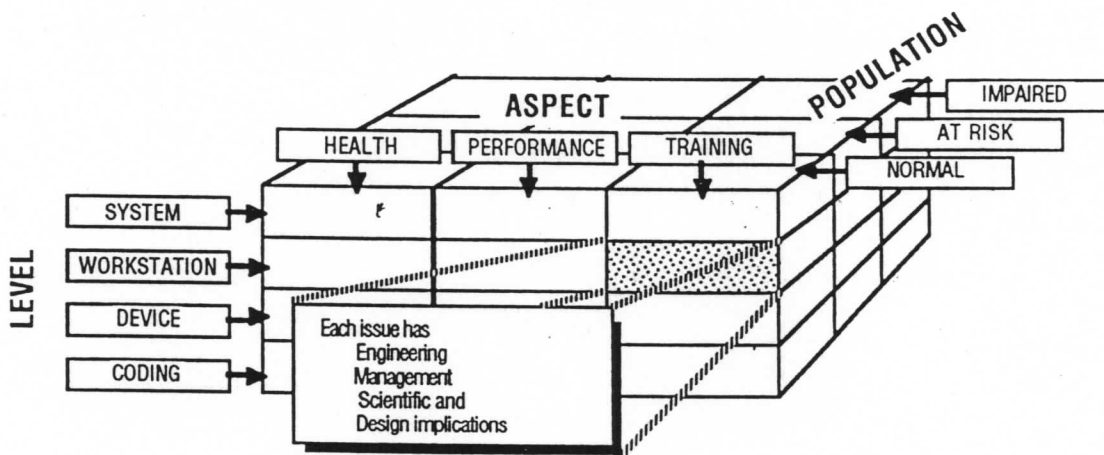 POPULATION
ASPECT
IMPAIRED
AT RISK
NORMAL
HEALTH
PERFORMANCE
TRAINING
LEVEL
SYSTEM
WORKSTATION
DEVICE
CODING
Each issue has
Engineering
Management
Scientific and
Design implications